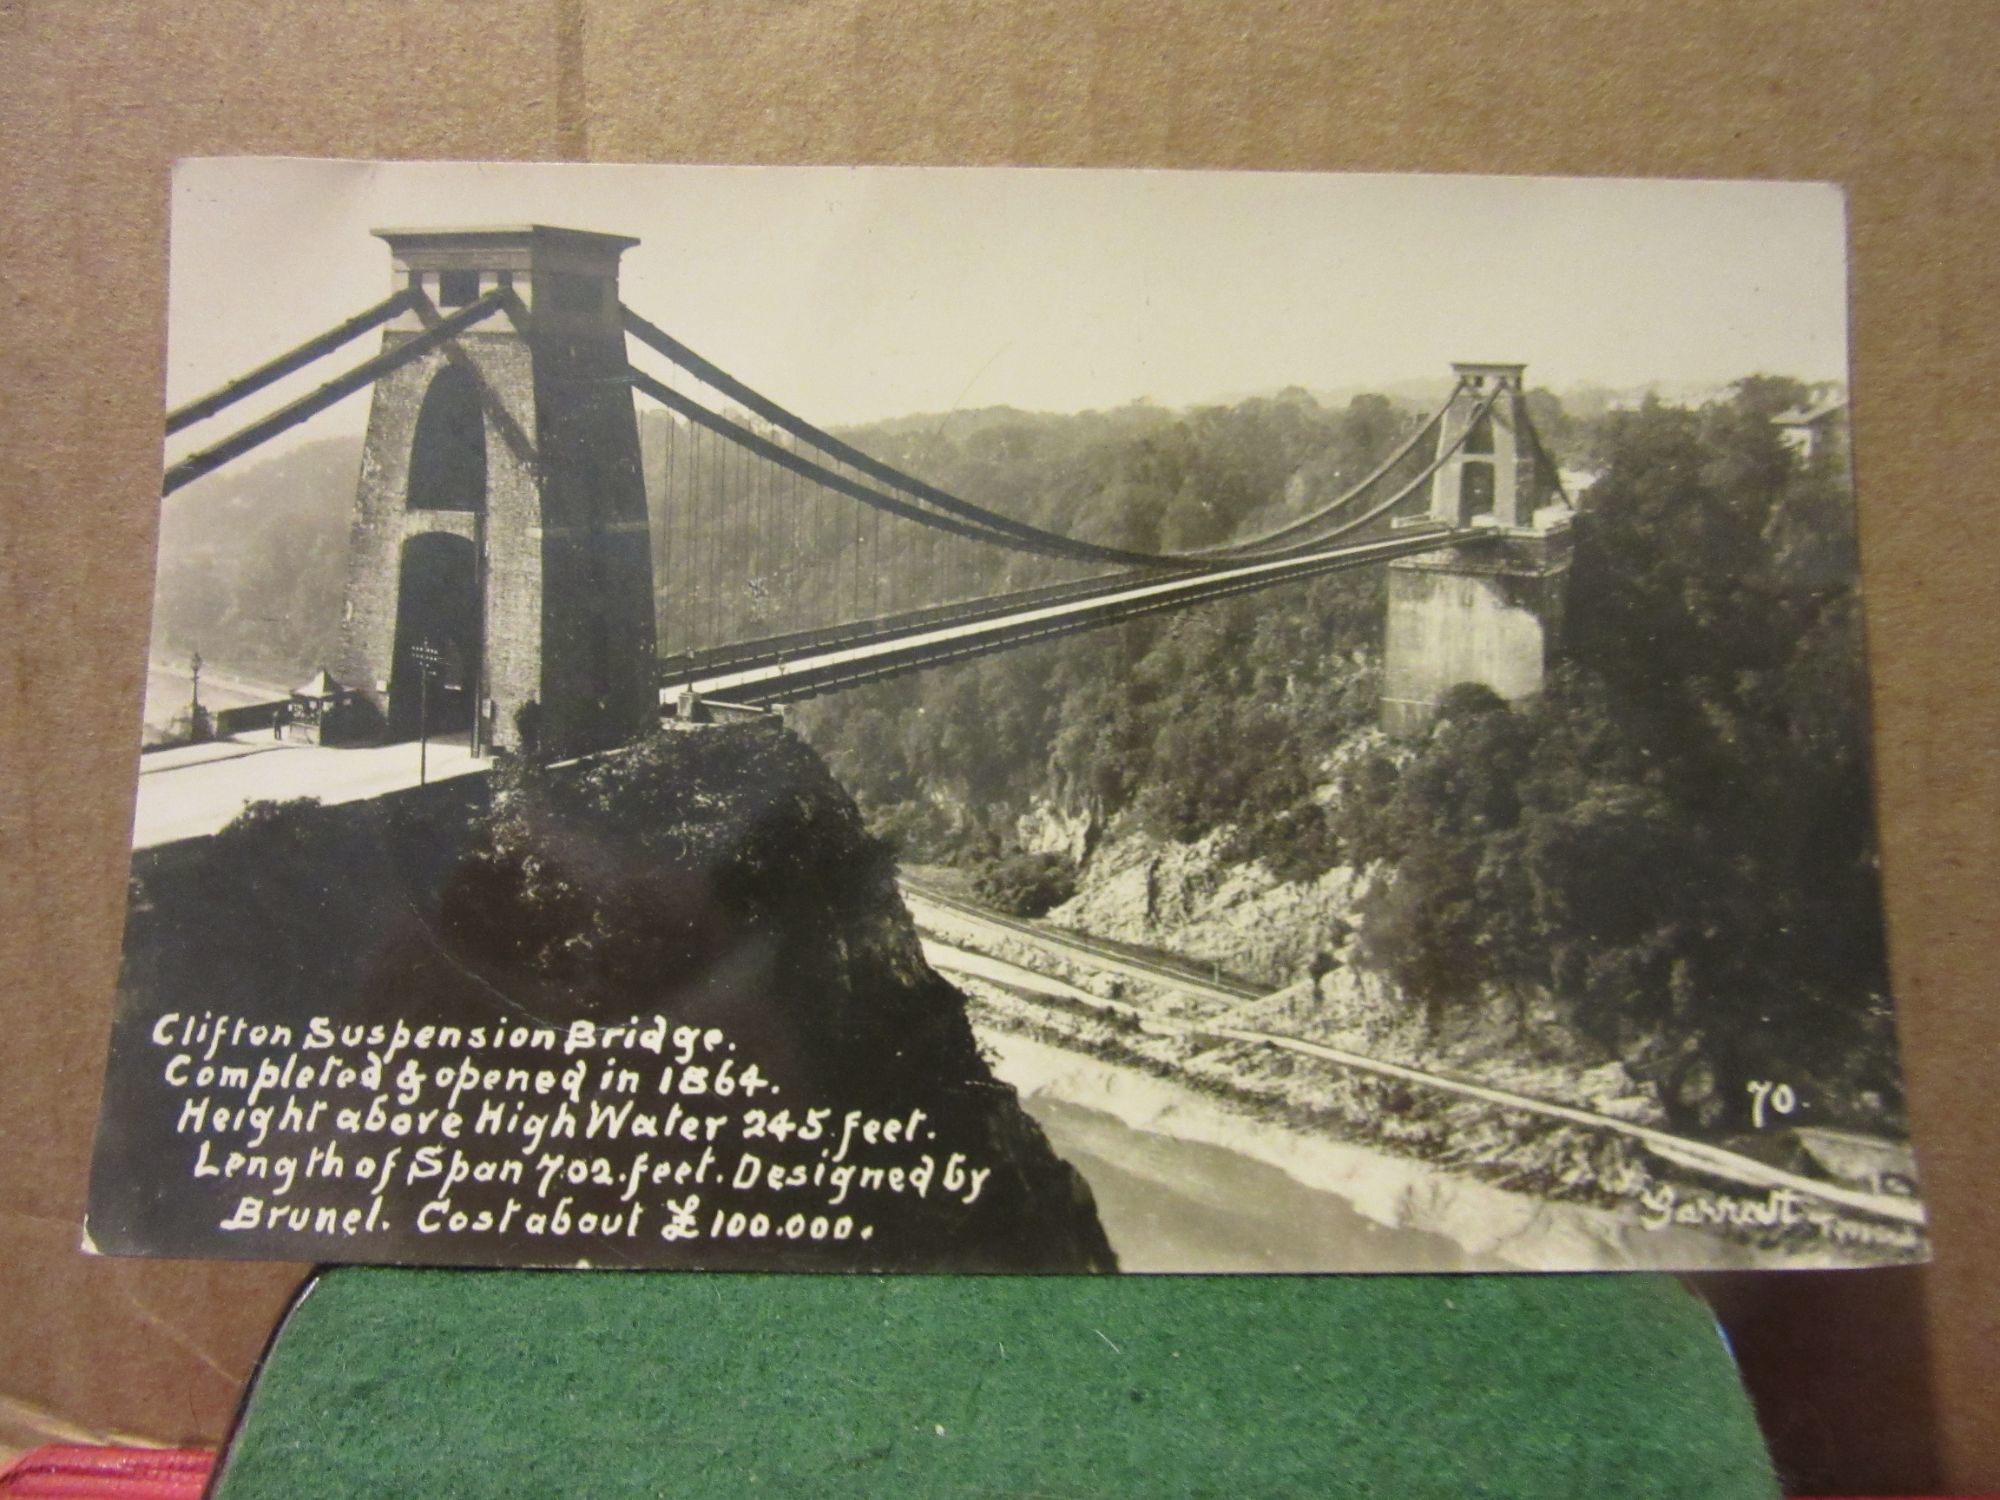 Clifton Suspension Bridge.
Completed & opened in 1864.
Height above High Water 245 feet.
Length of Span 702. feet. Designed by
Brunel. Cost about £100.000.
70.
Garratt